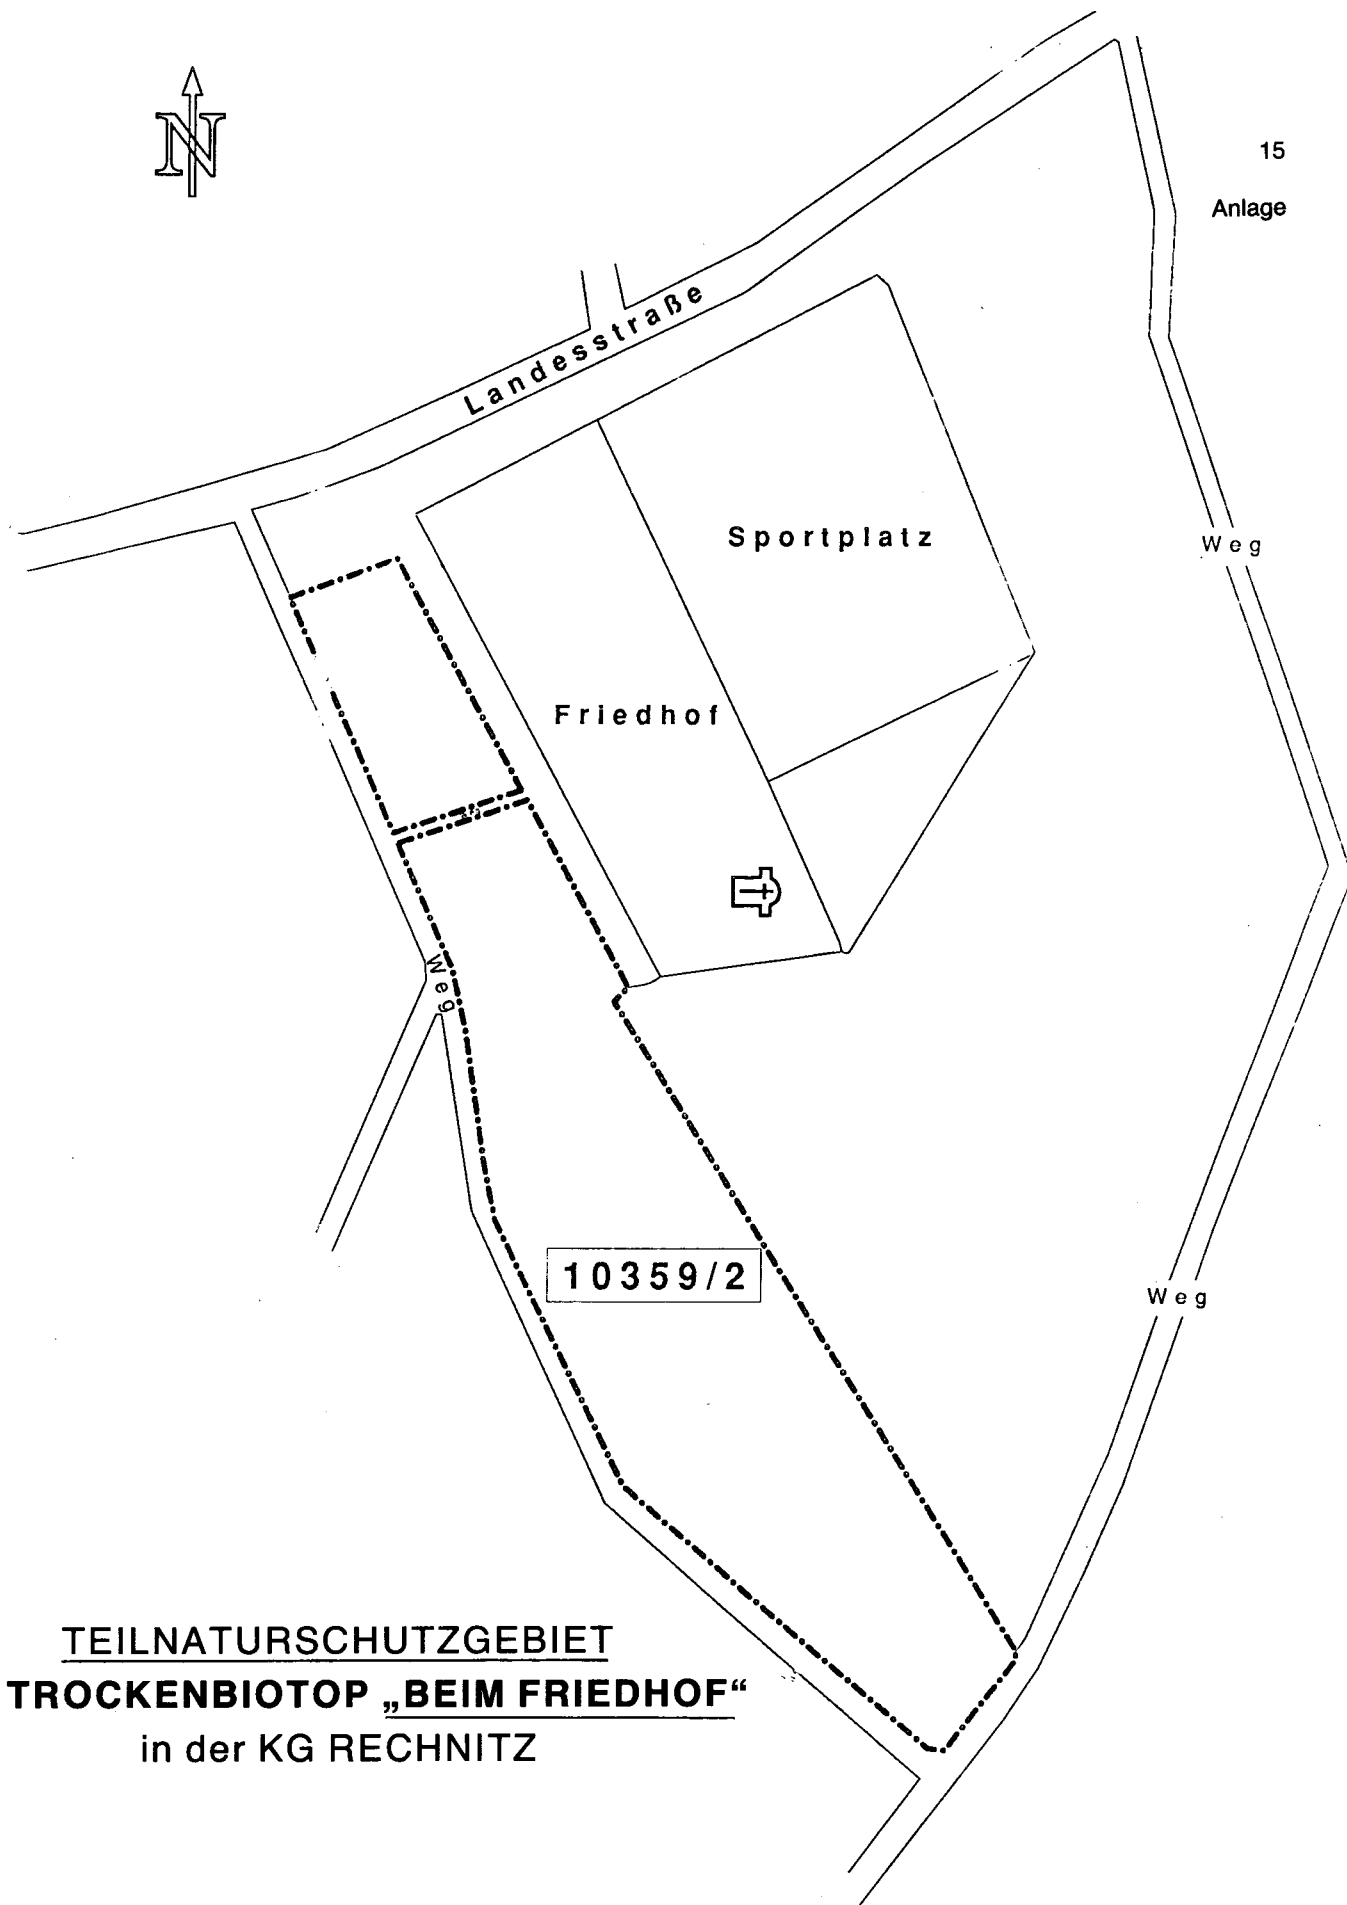 N
15
Anlage
Landesstraße
Sportplatz
Weg
Friedhof
Weg
10359/2
Weg
TEILNATURSCHUTZGEBIET
TROCKENBIOTOP „BEIM FRIEDHOF“
in der KG RECHNITZ